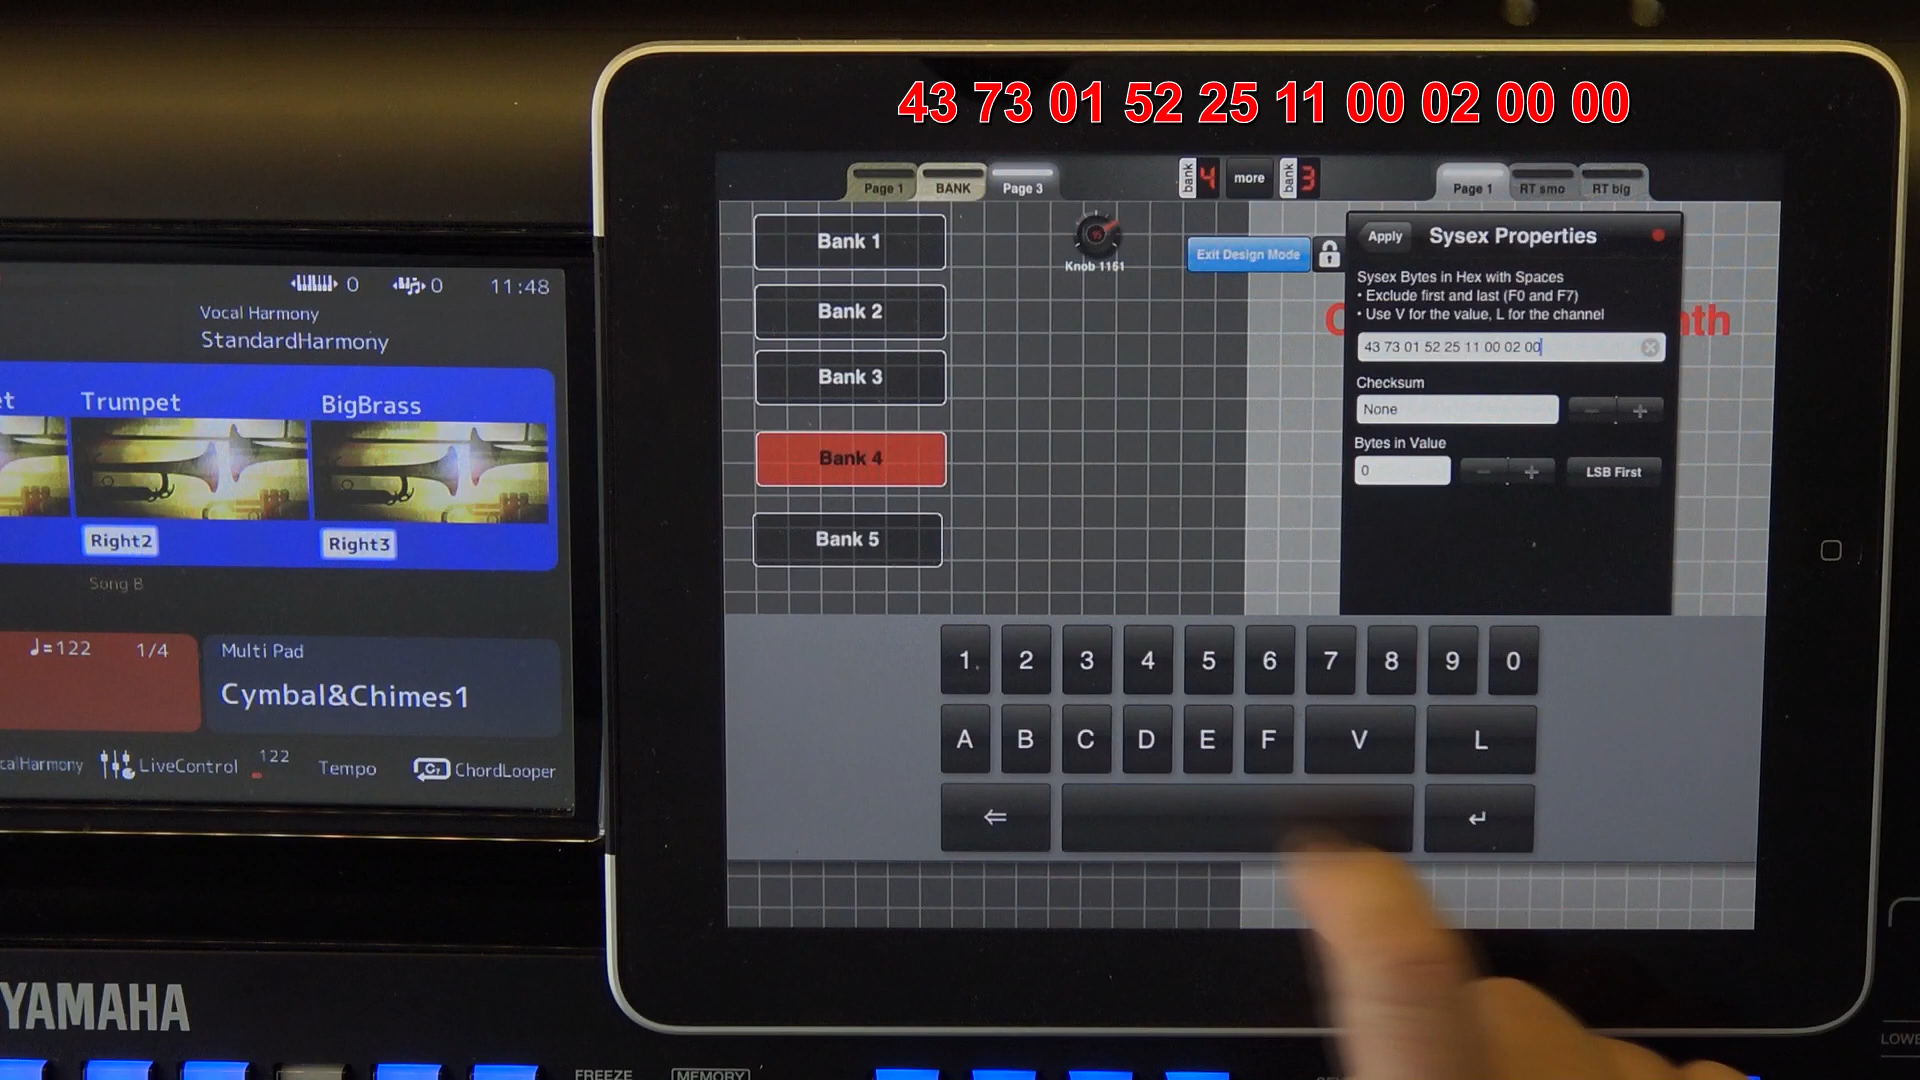 43 73 01 52 25 11 00 02 00 00
Page 1
BANK
Page 3
bank
4
more
bank
3
Page 1
RT smo
RT big
Bank 1
Bank 2
Bank 3
Bank 4
Bank 5
Knob 1151
Exit Design Mode
Apply
Sysex Properties
Sysex Bytes in Hex with Spaces
• Exclude first and last (F0 and F7)
• Use V for the value, L for the channel
43 73 01 52 25 11 00 02 00
Checksum
None
- +
Bytes in Value
0
- +
LSB First
1 2 3 4 5 6 7 8 9 0
A B C D E F V L
⇐ ↵
0 0 11:48
Vocal Harmony
StandardHarmony
Trumpet
BigBrass
Right2
Right3
Song B
♩=122 1/4
Multi Pad
Cymbal&Chimes1
calHarmony
LiveControl
122
Tempo
ChordLooper
YAMAHA
FREEZE
MEMORY